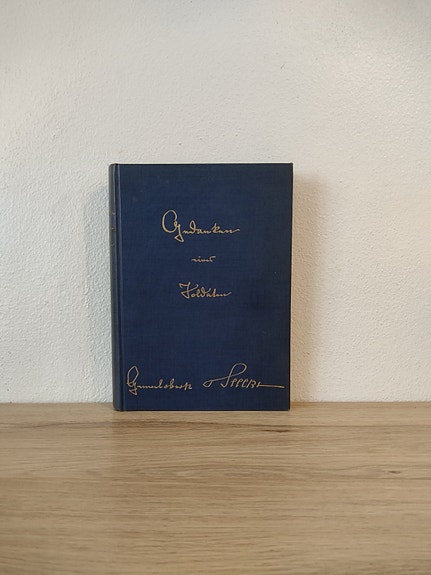 Gedanken
eines
Soldaten
Generaloberst v Seeckt